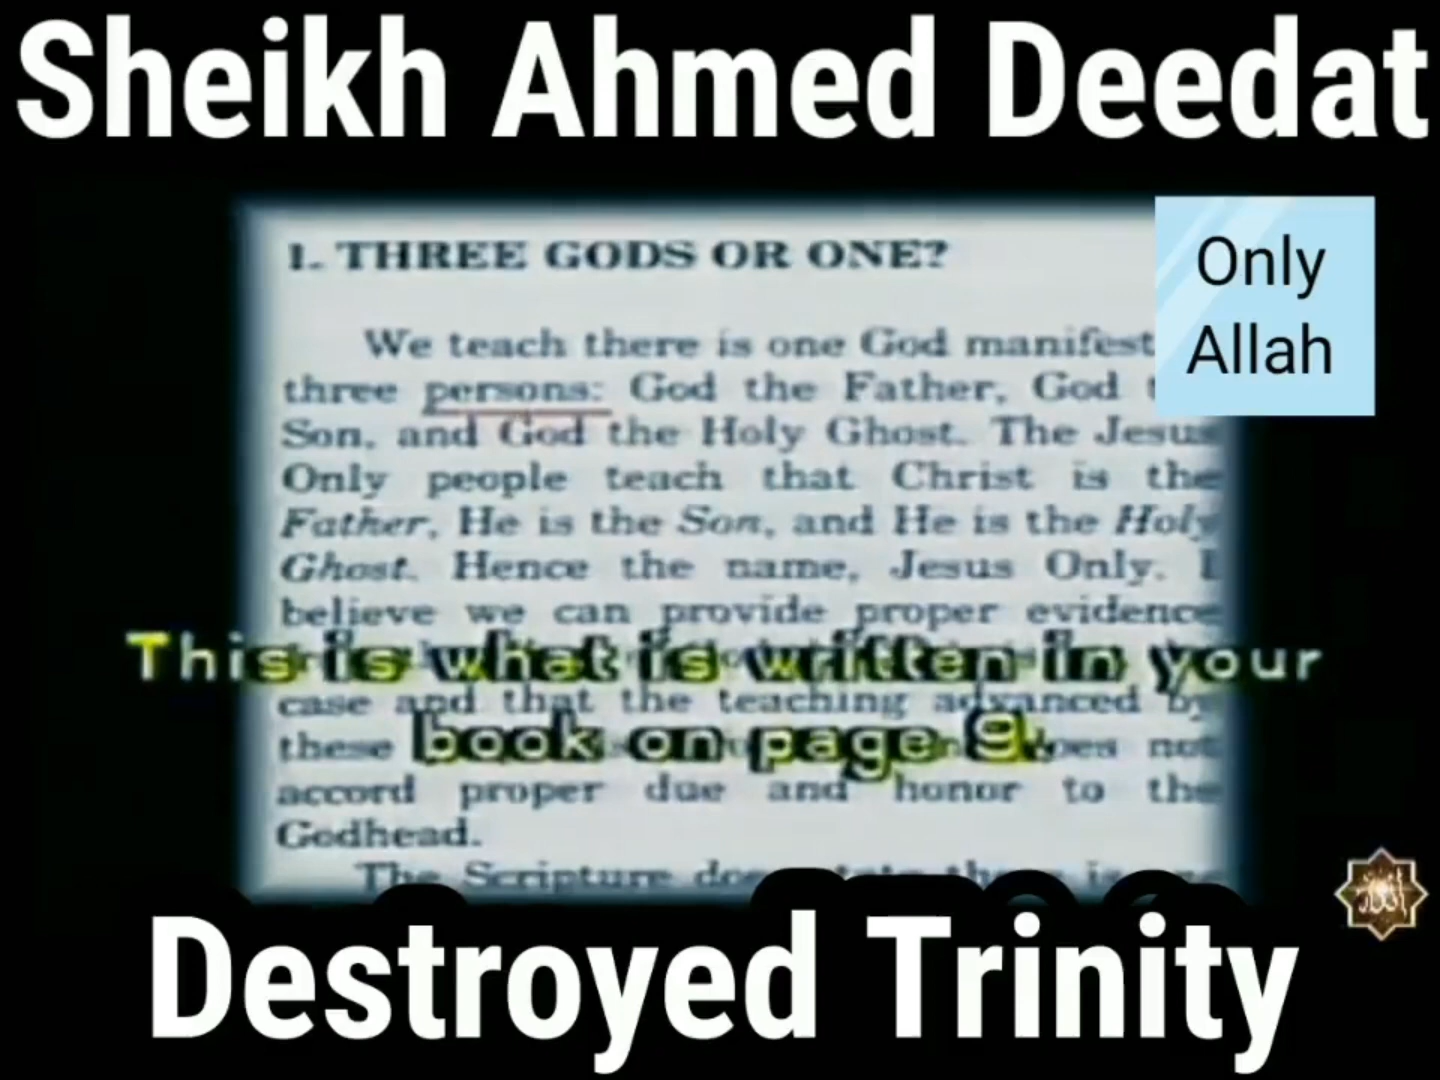 Sheikh Ahmed Deedat
Only
Allah
1. THREE GODS OR ONE?
We teach there is one God manifest
three persons: God the Father, God
Son, and God the Holy Ghost. The Jesus
Only people teach that Christ is the
Father, He is the Son, and He is the Holy
Ghost. Hence the name, Jesus Only. I
believe we can provide proper evidence
This is what is written in your
case and that the teaching advanced by
these not
book on page 9.
accord proper due and honor to the
Godhead.
The Scripture
Destroyed Trinity